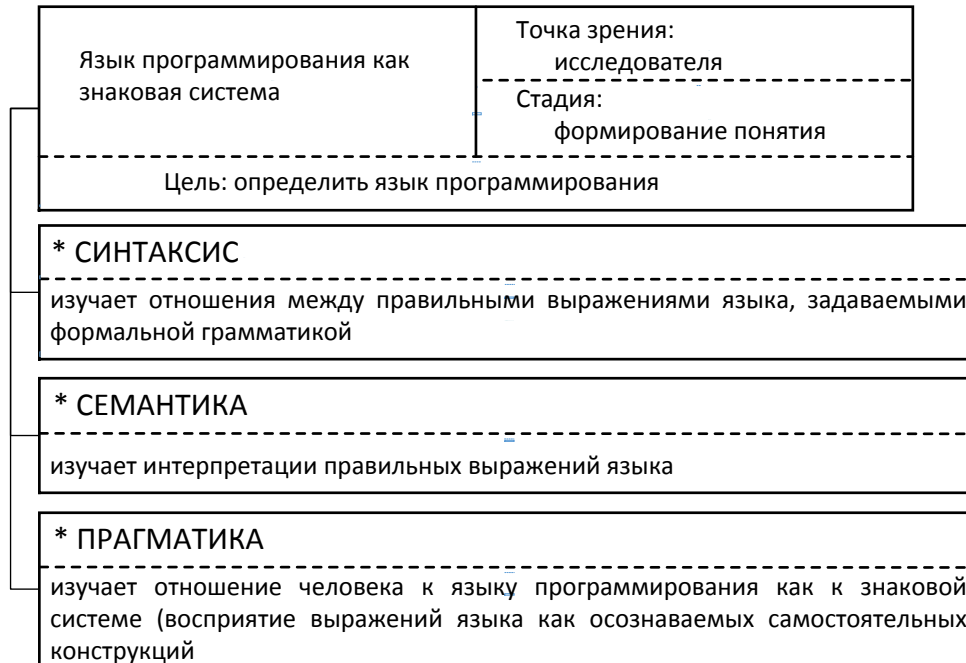 Язык программирования как
знаковая система
Точка зрения:
исследователя
Стадия:
формирование понятия
Цель: определить язык программирования
* СИНТАКСИС
изучает отношения между правильными выражениями языка, задаваемыми
формальной грамматикой
* СЕМАНТИКА
изучает интерпретации правильных выражений языка
* ПРАГМАТИКА
изучает отношение человека к языку программирования как к знаковой
системе (восприятие выражений языка как осознаваемых самостоятельных
конструкций